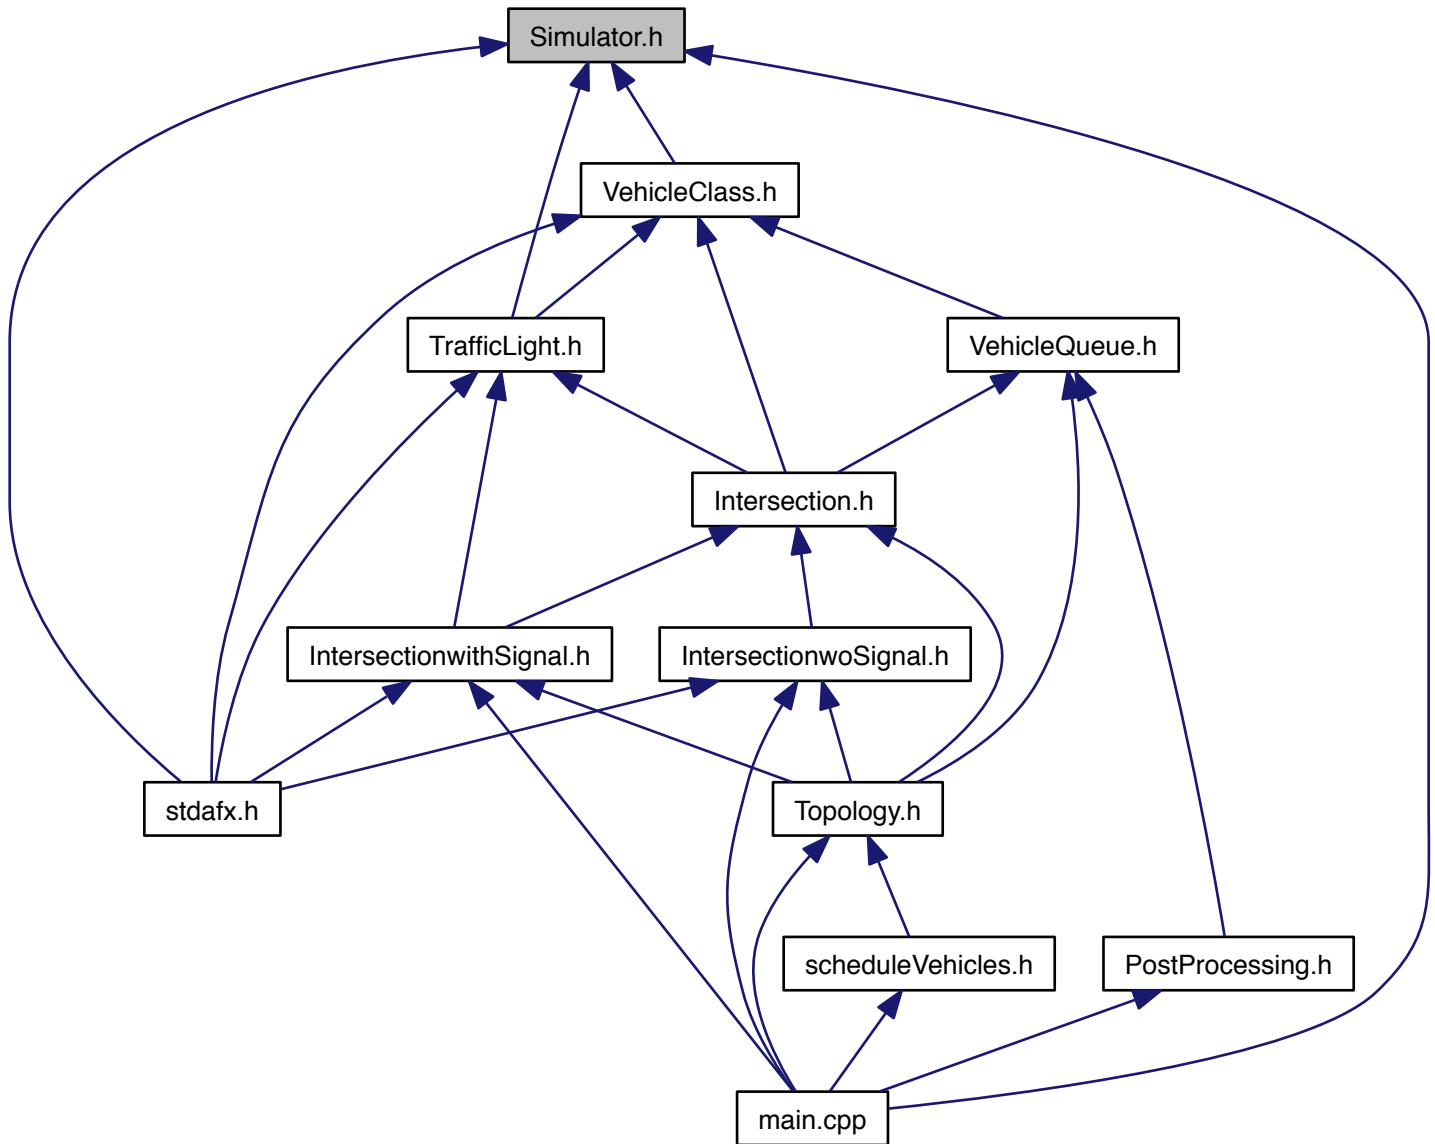 Simulator.h
VehicleClass.h
TrafficLight.h
VehicleQueue.h
Intersection.h
IntersectionwithSignal.h
IntersectionwoSignal.h
stdafx.h
Topology.h
scheduleVehicles.h
PostProcessing.h
main.cpp